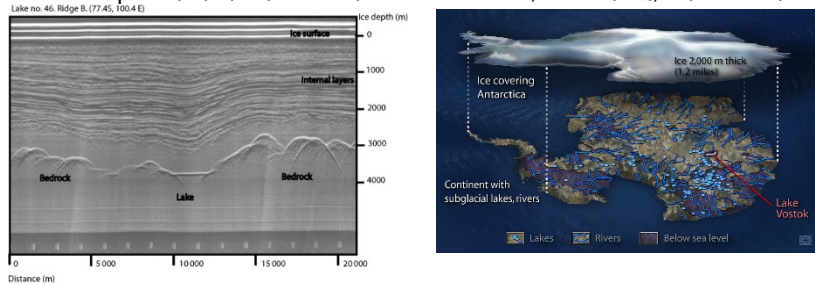 Lake no. 46. Ridge B. (77.45, 100.4 E)
Ice depth (m)
Ice surface
0
1000
Internal layers
2000
3000
Bedrock
Bedrock
Lake
4000
0
5000
10000
15000
20000
Distance (m)
Ice 2,000 m thick
(1.2 miles)
Ice covering
Antarctica
Continent with
subglacial lakes, rivers
Lake
Vostok
Lakes
Rivers
Below sea level